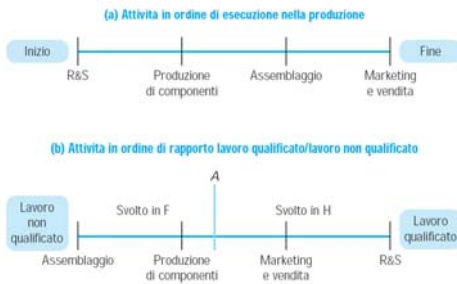 (a) Attività in ordine di esecuzione nella produzione
Inizio
Fine
R&S
Produzione
di componenti
Assemblaggio
Marketing
e vendita
(b) Attività in ordine di rapporto lavoro qualificato/lavoro non qualificato
A
Lavoro
non
qualificato
Svolto in F
Svolto in H
Lavoro
qualificato
Assemblaggio
Produzione
di componenti
Marketing
e vendita
R&S